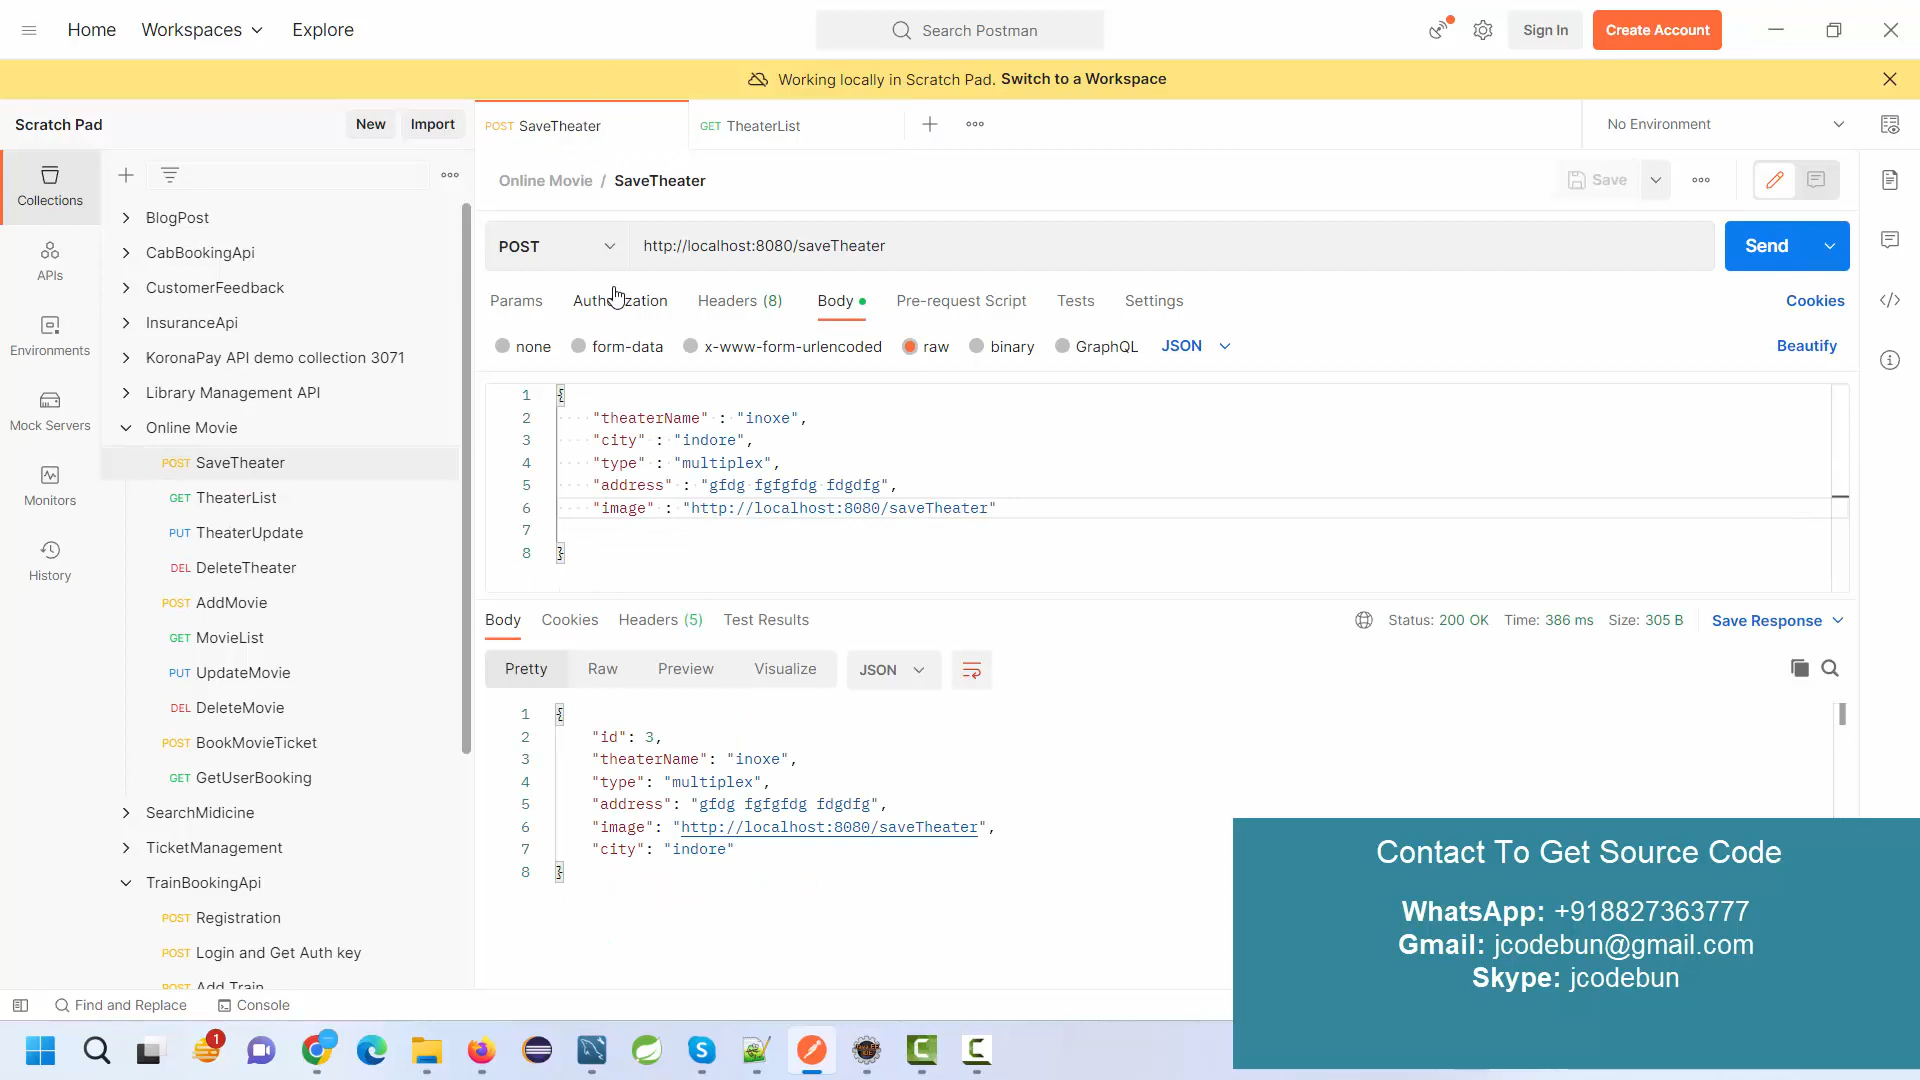 Home Workspaces Explore Search Postman Sign In Create Account
Working locally in Scratch Pad. Switch to a Workspace
Scratch Pad New Import POST SaveTheater GET TheaterList No Environment
Online Movie / SaveTheater Save
Collections
APIs
Environments
Mock Servers
Monitors
History
BlogPost
CabBookingApi
CustomerFeedback
InsuranceApi
KoronaPay API demo collection 3071
Library Management API
Online Movie
POST SaveTheater
GET TheaterList
PUT TheaterUpdate
DEL DeleteTheater
POST AddMovie
GET MovieList
PUT UpdateMovie
DEL DeleteMovie
POST BookMovieTicket
GET GetUserBooking
SearchMidicine
TicketManagement
TrainBookingApi
POST Registration
POST Login and Get Auth key
POST Add Train
POST http://localhost:8080/saveTheater Send
Params Authorization Headers (8) Body Pre-request Script Tests Settings Cookies
none form-data x-www-form-urlencoded raw binary GraphQL JSON Beautify
1 {
2 "theaterName" : "inoxe",
3 "city" : "indore",
4 "type" : "multiplex",
5 "address" : "gfdg fgfgfdg fdgdfg",
6 "image" : "http://localhost:8080/saveTheater"
7
8 }
Body Cookies Headers (5) Test Results Status: 200 OK Time: 386 ms Size: 305 B Save Response
Pretty Raw Preview Visualize JSON
1 {
2 "id": 3,
3 "theaterName": "inoxe",
4 "type": "multiplex",
5 "address": "gfdg fgfgfdg fdgdfg",
6 "image": "http://localhost:8080/saveTheater",
7 "city": "indore"
8 }
Contact To Get Source Code
WhatsApp: +918827363777
Gmail: jcodebun@gmail.com
Skype: jcodebun
Find and Replace Console
1